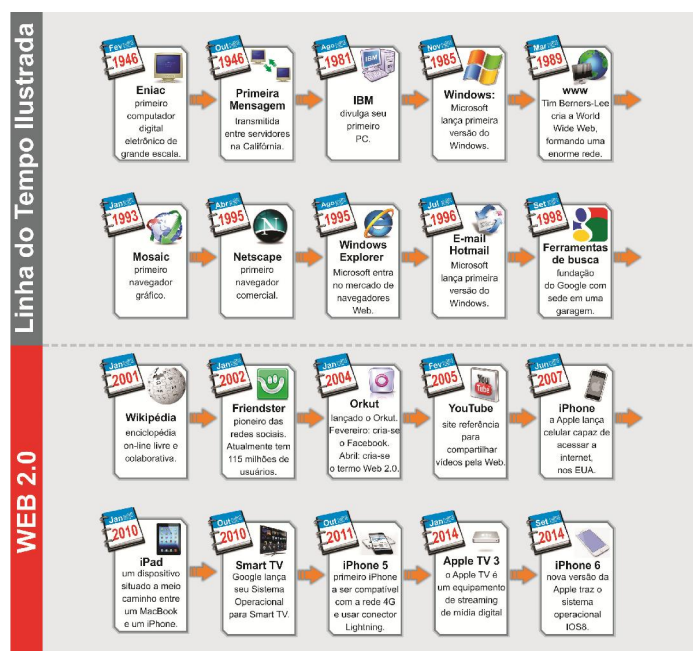 Linha do Tempo Ilustrada
Fev
1946
Eniac
primeiro
computador
digital
eletrônico de
grande escala.
Out
1946
Primeira
Mensagem
transmitida
entre servidores
na Califórnia.
Ago
1981
IBM
IBM
divulga seu
primeiro
PC.
Nov
1985
Windows:
Microsoft
lança primeira
versão do
Windows.
Mar
1989
www
Tim Berners-Lee
cria a World
Wide Web,
formando uma
enorme rede.
Jan
1993
Mosaic
primeiro
navegador
gráfico.
Abr
1995
N
Netscape
primeiro
navegador
comercial.
Ago
1995
Windows
Explorer
Microsoft entra
no mercado de
navegadores
Web.
Jul
1996
E-mail
Hotmail
Microsoft
lança primeira
versão do
Windows.
Set
1998
Ferramentas
de busca
fundação
do Google com
sede em uma
garagem.
WEB 2.0
Jan
2001
Wikipédia
enciclopédia
on-line livre e
colaborativa.
Jan
2002
Friendster
pioneiro das
redes sociais.
Atualmente tem
115 milhões de
usuários.
Jan
2004
Orkut
lançado o Orkut.
Fevereiro: cria-se
o Facebook.
Abril: cria-se
o termo Web 2.0.
Fev
2005
You
Tube
YouTube
site referência
para
compartilhar
vídeos pela Web.
Jun
2007
iPhone
a Apple lança
celular capaz de
acessar a
internet,
nos EUA.
Jan
2010
iPad
um dispositivo
situado a meio
caminho entre
um MacBook
e um iPhone.
Out
2010
Smart TV
Google lança
seu Sistema
Operacional
para Smart TV.
Out
2011
iPhone 5
primeiro iPhone
a ser compatível
com a rede 4G
e usar conector
Lightning.
Jan
2014
Apple TV 3
o Apple TV é
um equipamento
de streaming
de mídia digital
Set
2014
iPhone 6
nova versão da
Apple traz o
sistema
operacional
IOS8.